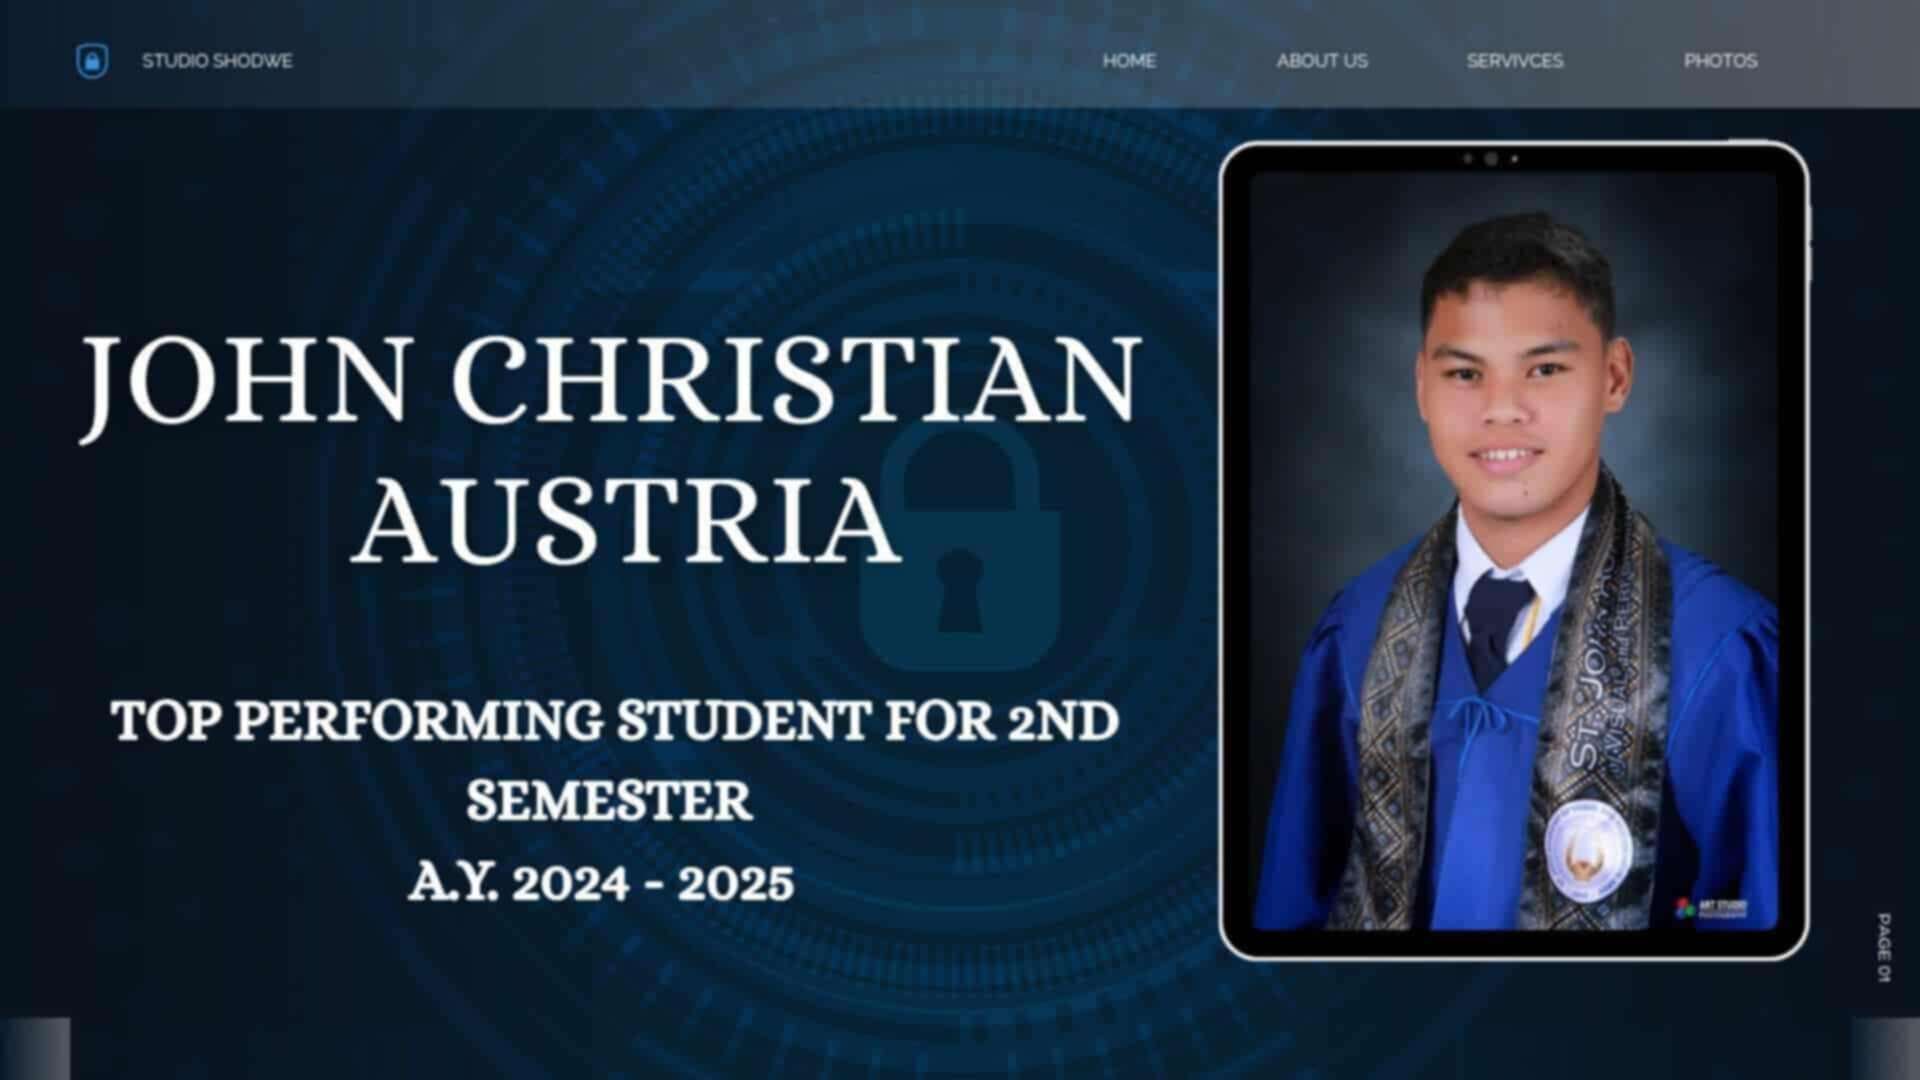 STUDIO SHODWE
HOME
ABOUT US
SERVIVCES
PHOTOS
JOHN CHRISTIAN
AUSTRIA
TOP PERFORMING STUDENT FOR 2ND
SEMESTER
A.Y. 2024 - 2025
ST. JOHN
ART STUDIO
PAGE 01